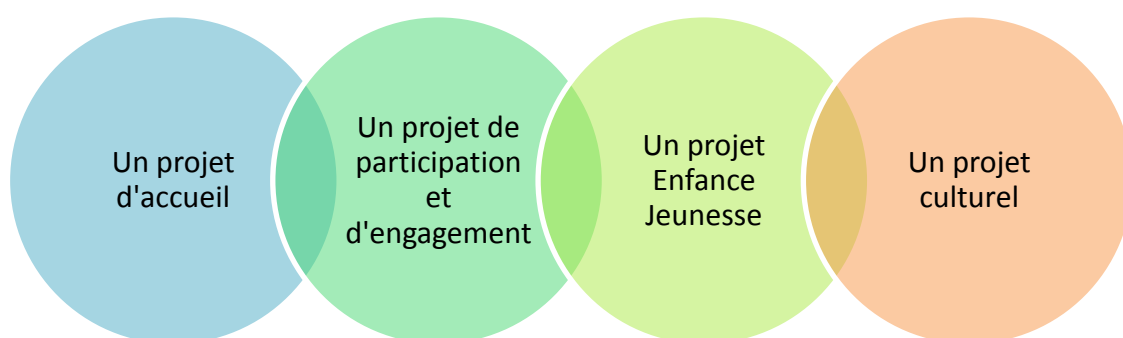 Un projet
d'accueil
Un projet de
participation
et
d'engagement
Un projet
Enfance
Jeunesse
Un projet
culturel